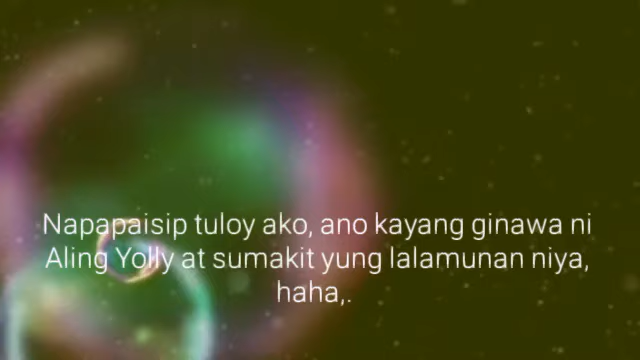 Napapaisip tuloy ako, ano kayang ginawa ni
Aling Yolly at sumakit yung lalamunan niya,
haha,.